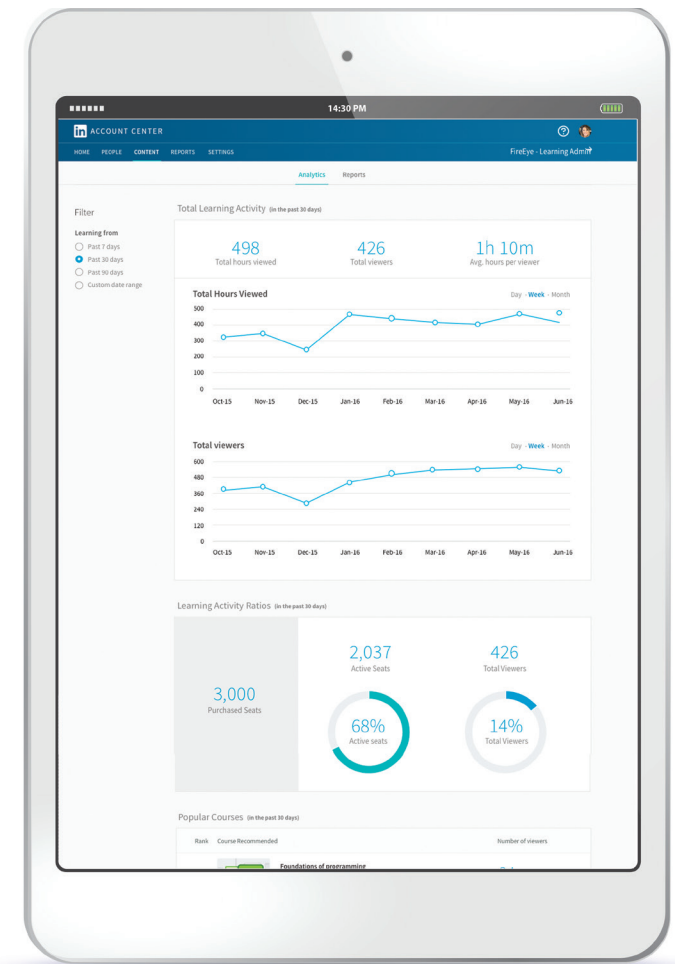 14:30 PM
in ACCOUNT CENTER
HOME PEOPLE CONTENT REPORTS SETTINGS
FireEye - Learning Admin
Analytics Reports
Filter
Learning from
Past 7 days
Past 30 days
Past 90 days
Custom date range
Total Learning Activity (in the past 30 days)
498 426 1h 10m
Total hours viewed Total viewers Avg. hours per viewer
Total Hours Viewed Day - Week - Month
500
400
300
200
100
0
Oct-15 Nov-15 Dec-15 Jan-16 Feb-16 Mar-16 Apr-16 May-16 Jun-16
Total viewers Day - Week - Month
600
480
360
240
120
0
Oct-15 Nov-15 Dec-15 Jan-16 Feb-16 Mar-16 Apr-16 May-16 Jun-16
Learning Activity Ratios (in the past 30 days)
3,000
Purchased Seats
2,037
Active Seats
68%
Active seats
426
Total Viewers
14%
Total Viewers
Popular Courses (in the past 30 days)
Rank Course Recommended Number of viewers
Foundations of programming